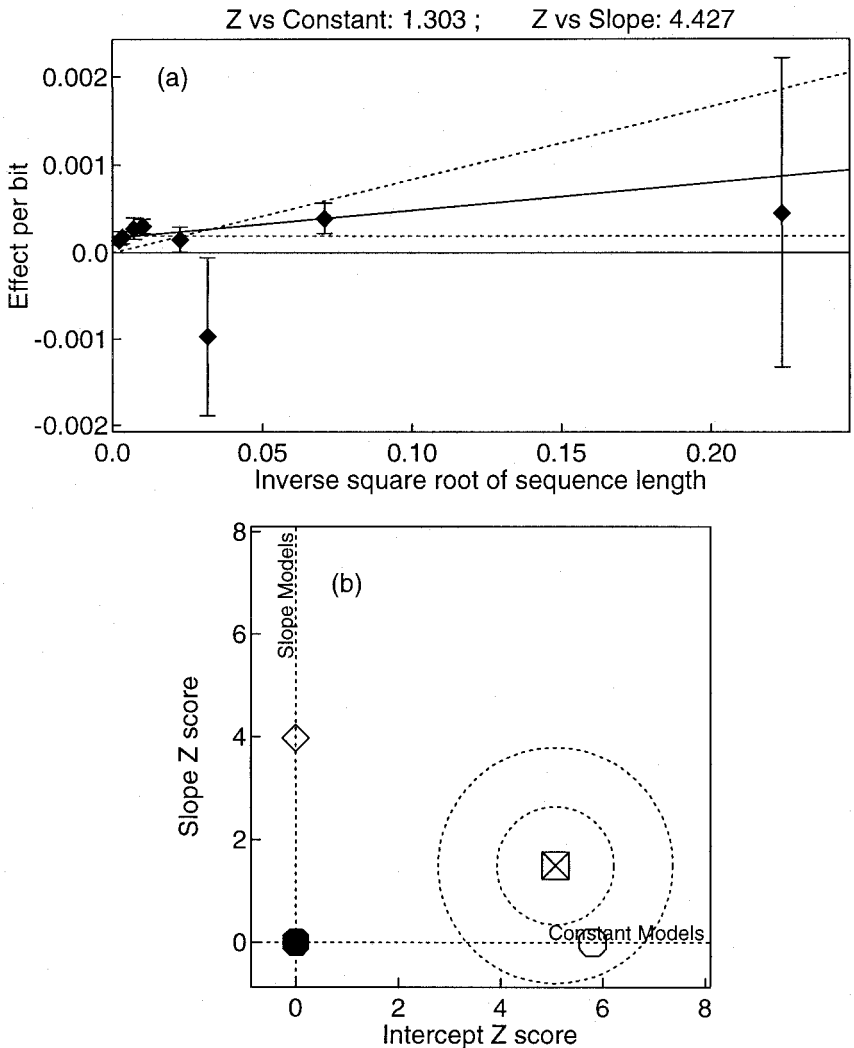 Z vs Constant: 1.303 ; Z vs Slope: 4.427
(a)
0.002
0.001
0.0
-0.001
-0.002
Effect per bit
0.0 0.05 0.10 0.15 0.20
Inverse square root of sequence length
(b)
8
6
4
2
0
Slope Z score
Slope Models
Constant Models
0 2 4 6 8
Intercept Z score